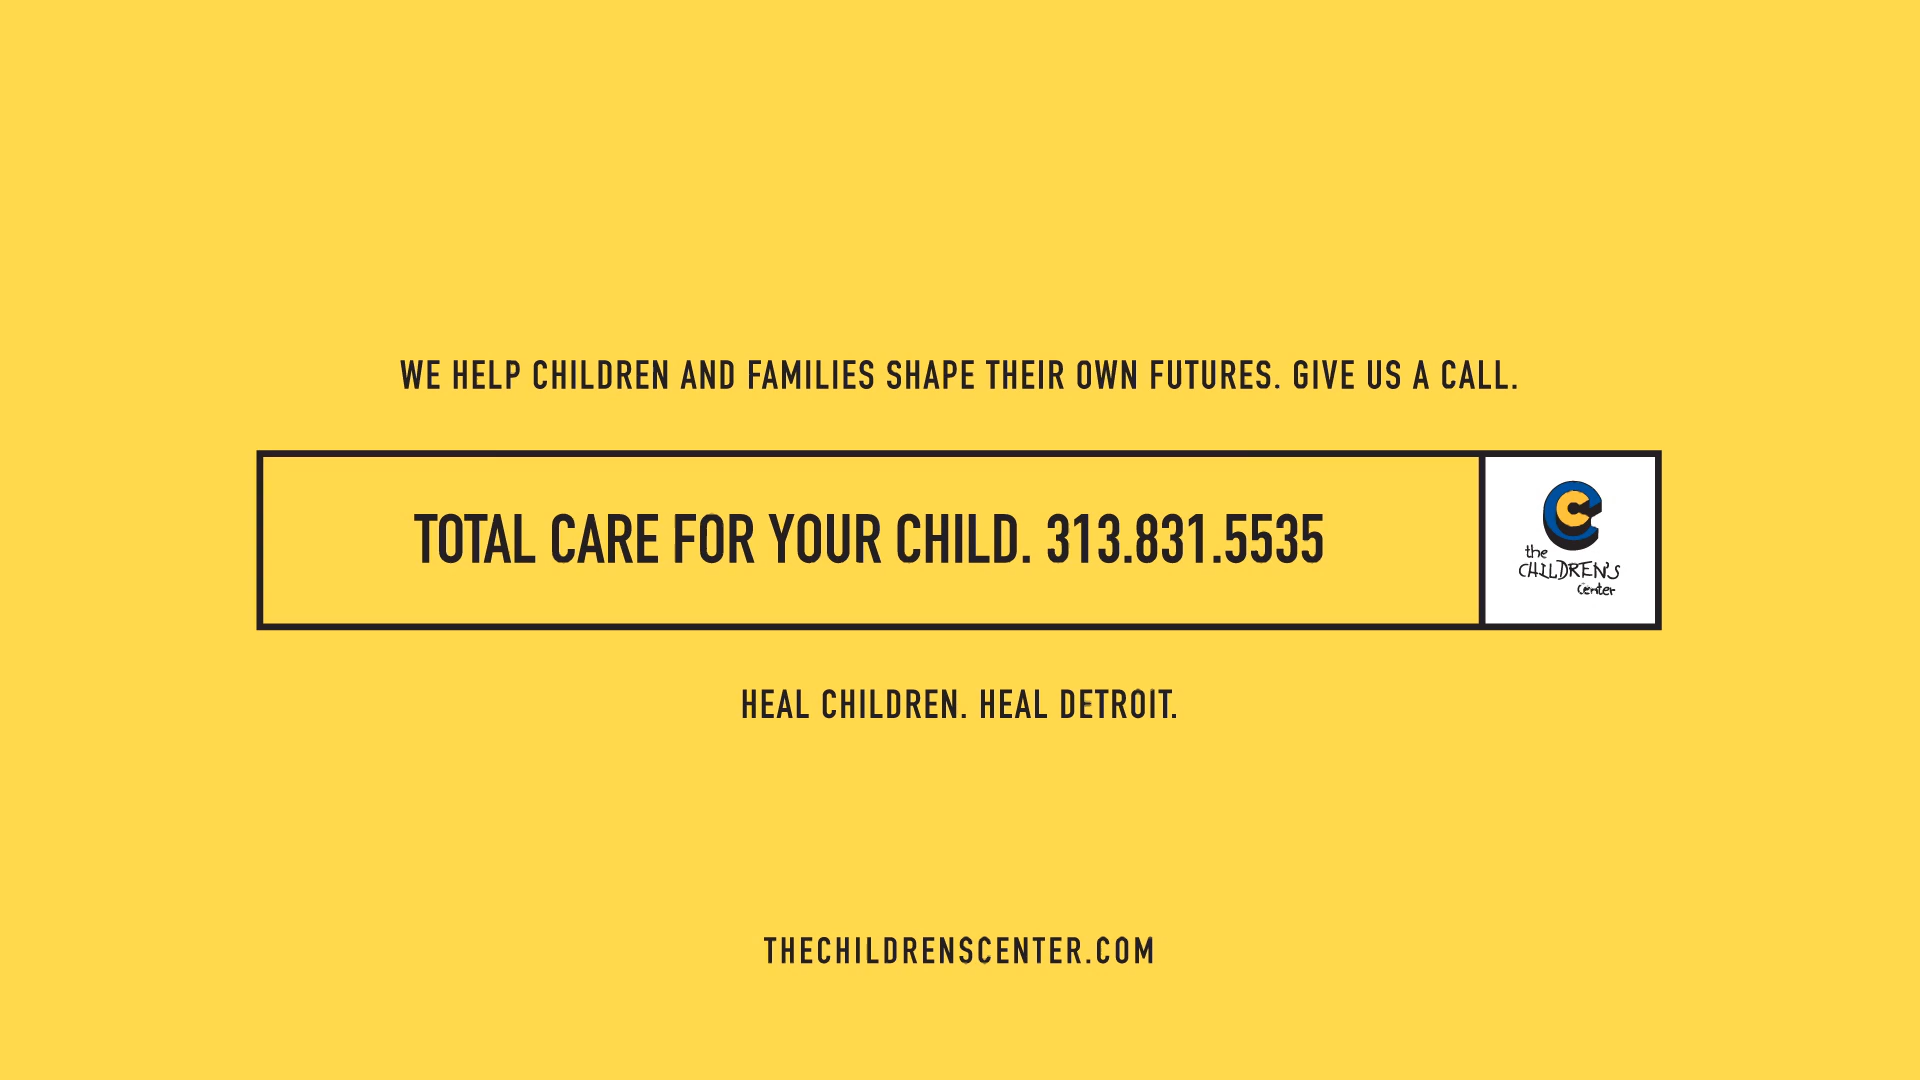 WE HELP CHILDREN AND FAMILIES SHAPE THEIR OWN FUTURES. GIVE US A CALL.
TOTAL CARE FOR YOUR CHILD. 313.831.5535
the
CHILDREN'S
Center
HEAL CHILDREN. HEAL DETROIT.
THECHILDRENSCENTER.COM